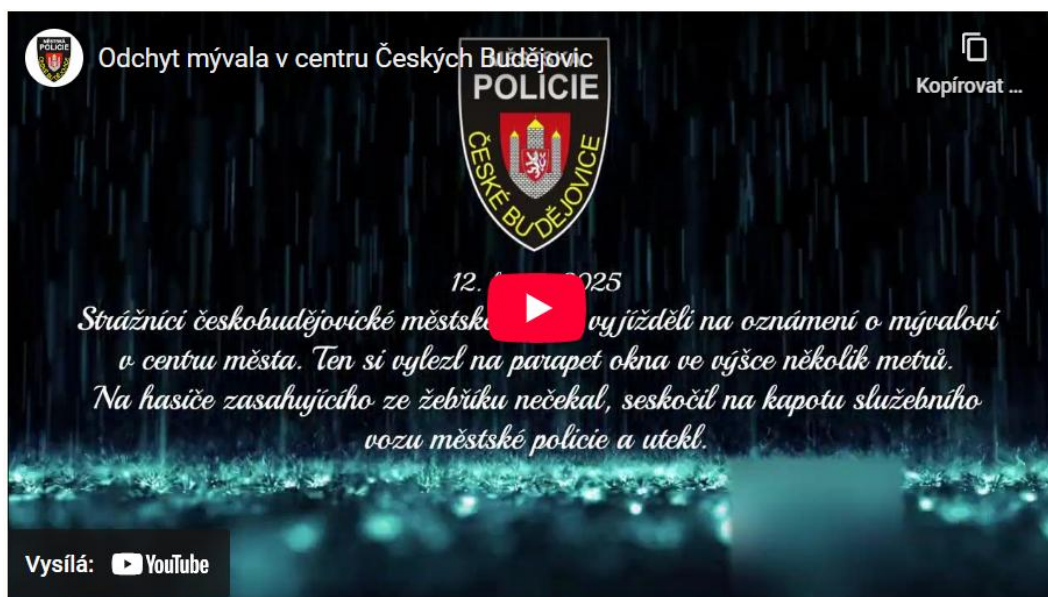 MĚSTSKÁ
POLICIE
ČESKÉ BUDĚJOVICE
Odchyt mývala v centru Českých Budějovic
Kopírovat ...
POLICIE
ČESKÉ BUDĚJOVICE
12. 2025
Strážníci českobudějovické městské vyjížděli na oznámení o mývalovi
v centru města. Ten si vylezl na parapet okna ve výšce několik metrů.
Na hasiče zasahujícího ze žebříku nečekal, seskočil na kapotu služebního
vozu městské policie a utekl.
Vysílá: YouTube